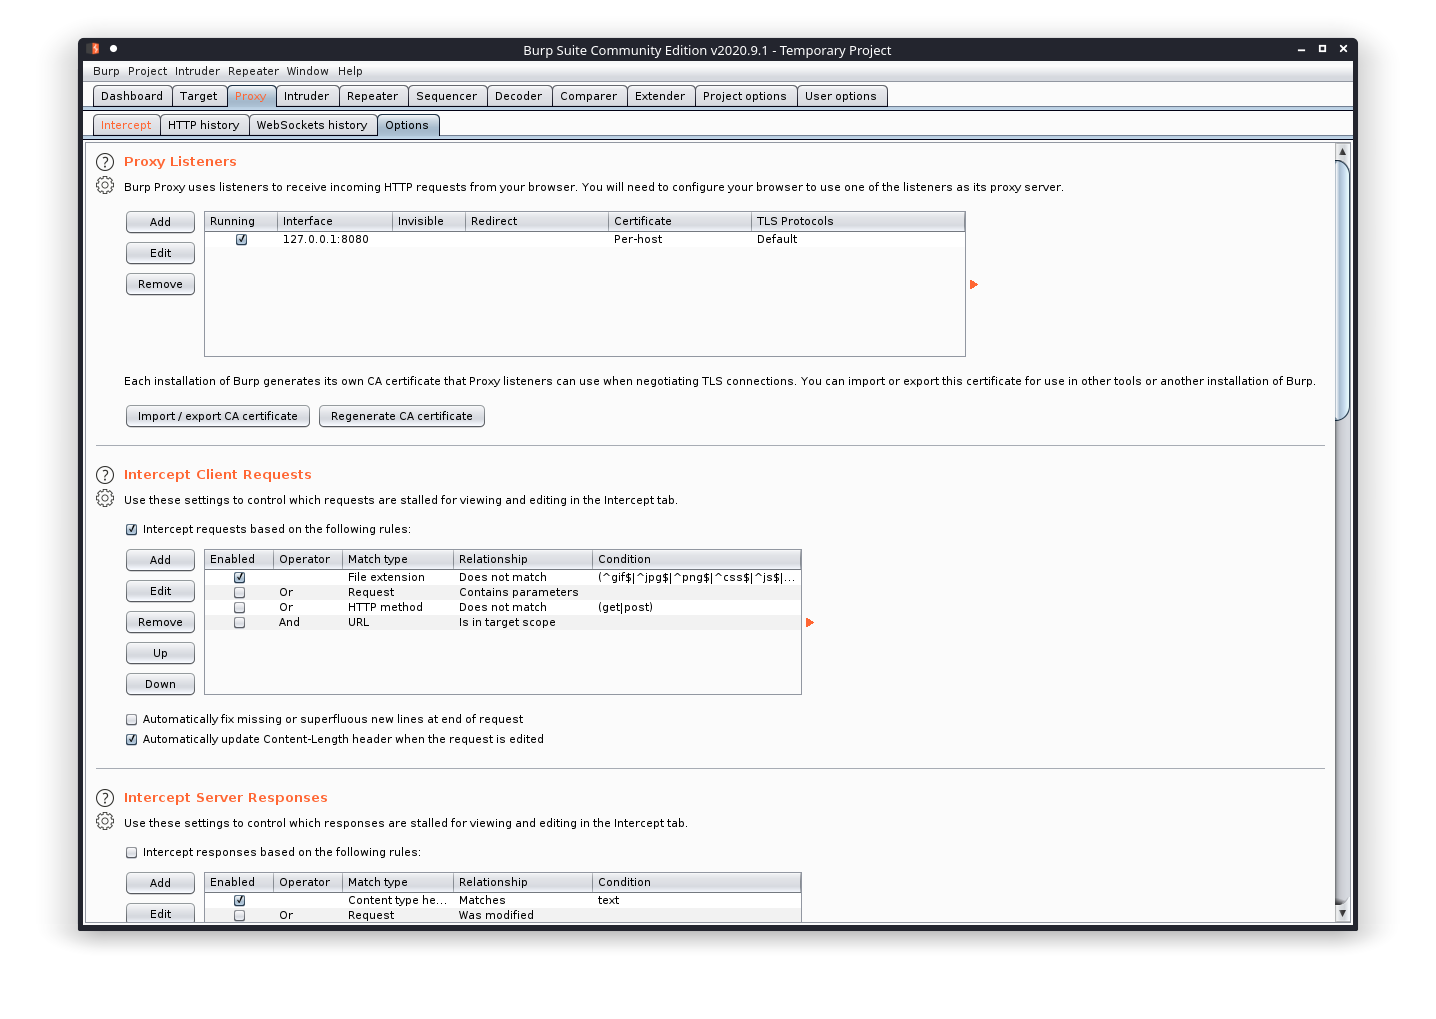 Burp Suite Community Edition v2020.9.1 - Temporary Project
Burp Project Intruder Repeater Window Help
Dashboard Target Proxy Intruder Repeater Sequencer Decoder Comparer Extender Project options User options
Intercept HTTP history WebSockets history Options
? Proxy Listeners
Burp Proxy uses listeners to receive incoming HTTP requests from your browser. You will need to configure your browser to use one of the listeners as its proxy server.
Add Running Interface Invisible Redirect Certificate TLS Protocols
127.0.0.1:8080 Per-host Default
Edit
Remove
Each installation of Burp generates its own CA certificate that Proxy listeners can use when negotiating TLS connections. You can import or export this certificate for use in other tools or another installation of Burp.
Import / export CA certificate Regenerate CA certificate
? Intercept Client Requests
Use these settings to control which requests are stalled for viewing and editing in the Intercept tab.
Intercept requests based on the following rules:
Add Enabled Operator Match type Relationship Condition
File extension Does not match (^gif$|^jpg$|^png$|^css$|^js$|...
Edit Or Request Contains parameters
Or HTTP method Does not match (get|post)
Remove And URL Is in target scope
Up
Down
Automatically fix missing or superfluous new lines at end of request
Automatically update Content-Length header when the request is edited
? Intercept Server Responses
Use these settings to control which responses are stalled for viewing and editing in the Intercept tab.
Intercept responses based on the following rules:
Add Enabled Operator Match type Relationship Condition
Content type he... Matches text
Edit Or Request Was modified